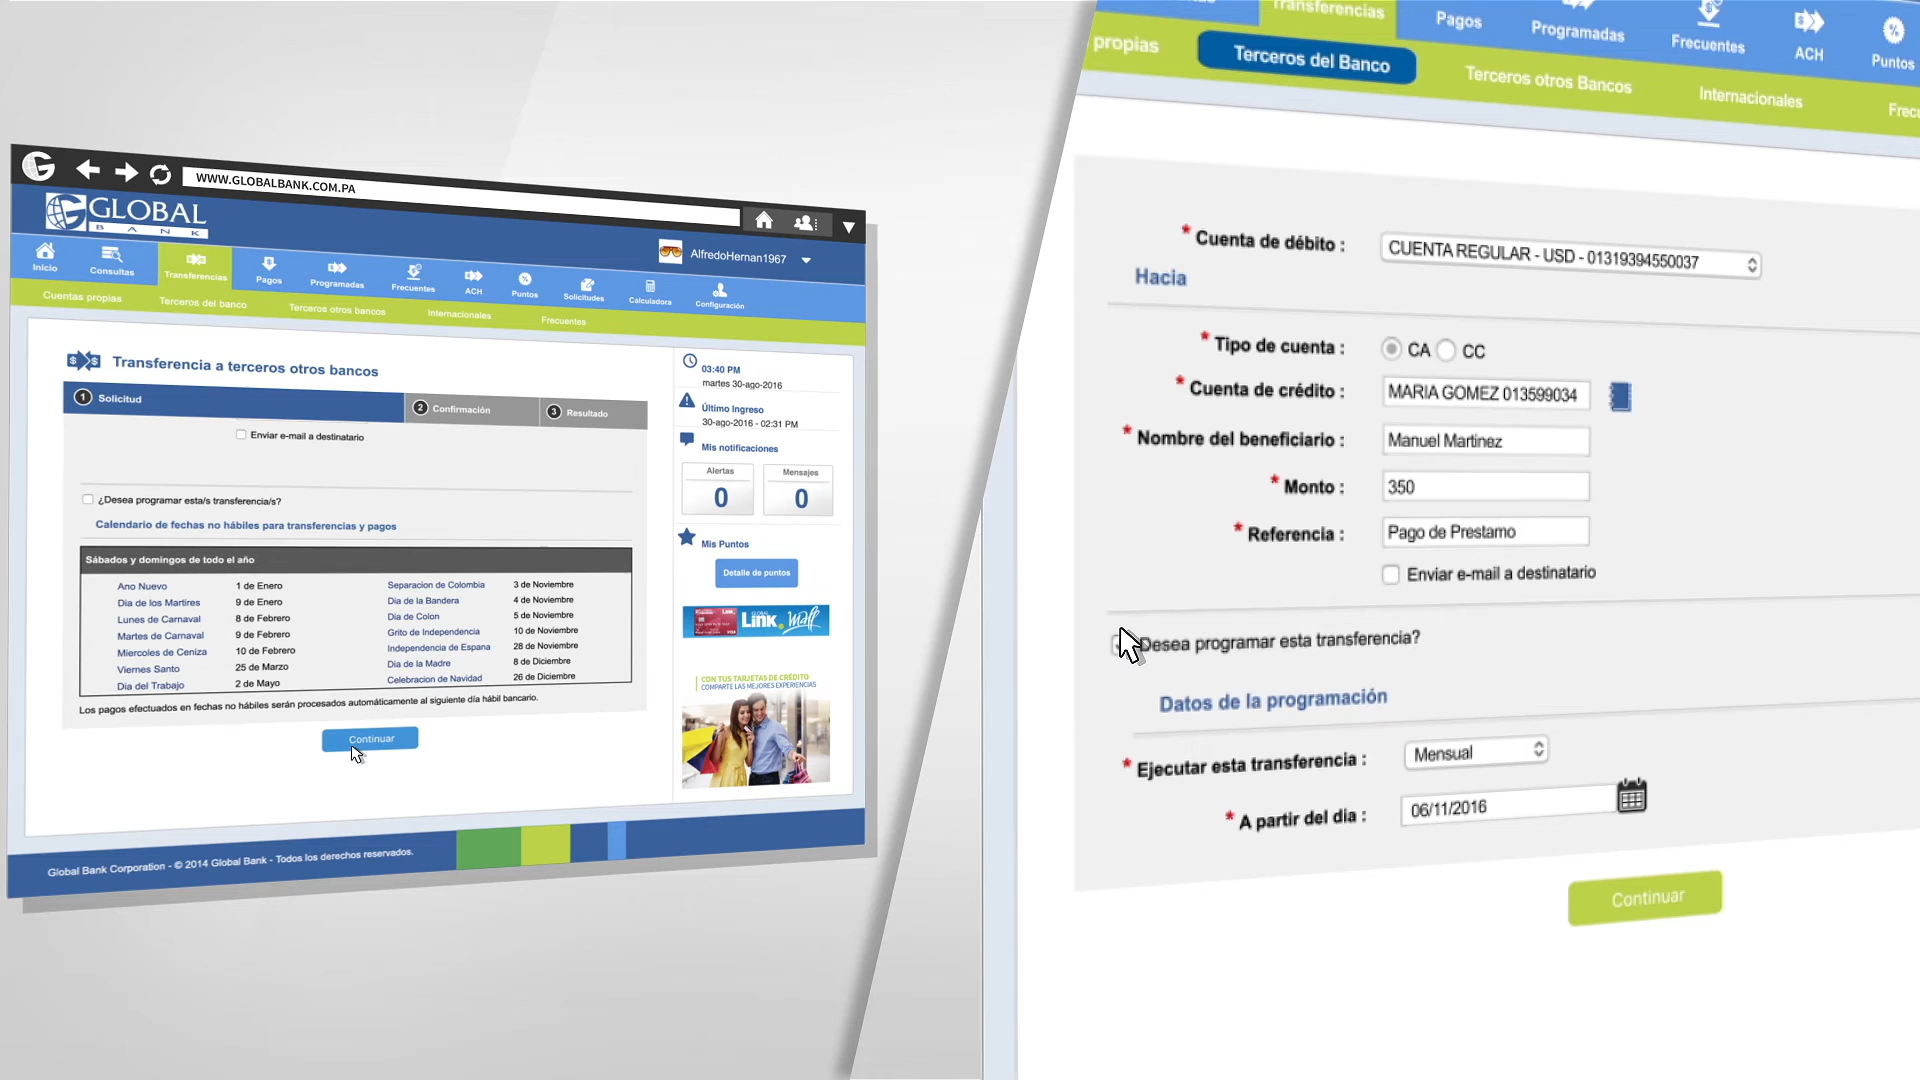 WWW.GLOBALBANK.COM.PA
GLOBAL
BANK
AlfredoHernan1967
Inicio
Consultas
Transferencias
Pagos
Programadas
Frecuentes
ACH
Puntos
Solicitudes
Calculadora
Configuración
Cuentas propias
Terceros del banco
Terceros otros bancos
Internacionales
Frecuentes
Transferencia a terceros otros bancos
1 Solicitud
2 Confirmación
3 Resultado
Enviar e-mail a destinatario
¿Desea programar esta/s transferencia/s?
Calendario de fechas no hábiles para transferencias y pagos
Sábados y domingos de todo el año
Ano Nuevo 1 de Enero
Dia de los Martires 9 de Enero
Lunes de Carnaval 8 de Febrero
Martes de Carnaval 9 de Febrero
Miercoles de Ceniza 10 de Febrero
Viernes Santo 25 de Marzo
Dia del Trabajo 2 de Mayo
Separacion de Colombia 3 de Noviembre
Dia de la Bandera 4 de Noviembre
Dia de Colon 5 de Noviembre
Grito de Independencia 10 de Noviembre
Independencia de Espana 28 de Noviembre
Dia de la Madre 8 de Diciembre
Celebracion de Navidad 26 de Diciembre
Los pagos efectuados en fechas no hábiles serán procesados automáticamente al siguiente día hábil bancario.
Continuar
03:40 PM
martes 30-ago-2016
Último Ingreso
30-ago-2016 - 02:31 PM
Mis notificaciones
Alertas
0
Mensajes
0
Mis Puntos
Detalle de puntos
Link.
CON TUS TARJETAS DE CRÉDITO
COMPARTE LAS MEJORES EXPERIENCIAS
Global Bank Corporation - © 2014 Global Bank - Todos los derechos reservados.
Transferencias
Pagos
Programadas
Frecuentes
ACH
Puntos
propias
Terceros del Banco
Terceros otros Bancos
Internacionales
Frecu
* Cuenta de débito : CUENTA REGULAR - USD - 01319394550037
Hacia
* Tipo de cuenta : CA CC
* Cuenta de crédito : MARIA GOMEZ 013599034
* Nombre del beneficiario : Manuel Martinez
* Monto : 350
* Referencia : Pago de Prestamo
Enviar e-mail a destinatario
Desea programar esta transferencia?
Datos de la programación
* Ejecutar esta transferencia : Mensual
* A partir del dia : 06/11/2016
Continuar